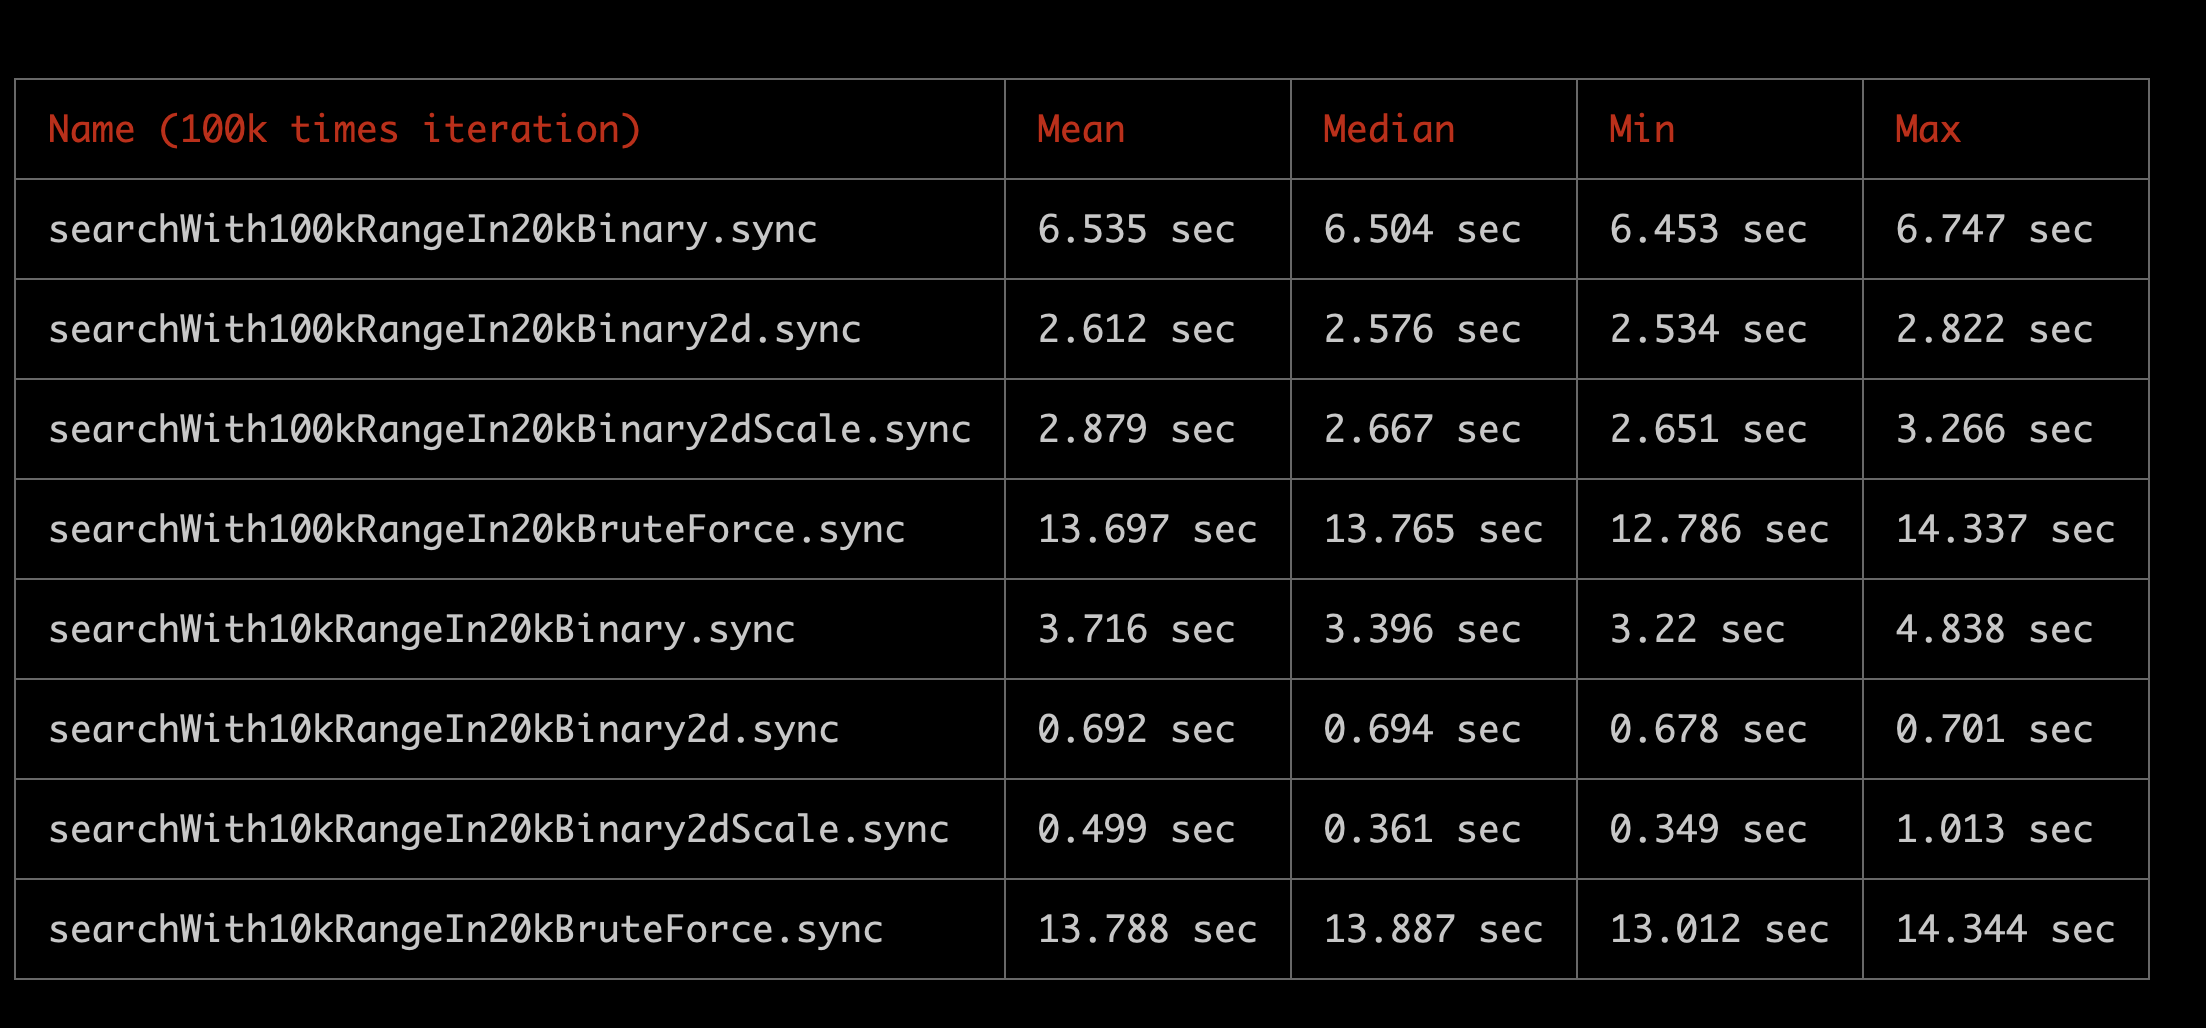 Name (100k times iteration) Mean Median Min Max
searchWith100kRangeIn20kBinary.sync 6.535 sec 6.504 sec 6.453 sec 6.747 sec
searchWith100kRangeIn20kBinary2d.sync 2.612 sec 2.576 sec 2.534 sec 2.822 sec
searchWith100kRangeIn20kBinary2dScale.sync 2.879 sec 2.667 sec 2.651 sec 3.266 sec
searchWith100kRangeIn20kBruteForce.sync 13.697 sec 13.765 sec 12.786 sec 14.337 sec
searchWith10kRangeIn20kBinary.sync 3.716 sec 3.396 sec 3.22 sec 4.838 sec
searchWith10kRangeIn20kBinary2d.sync 0.692 sec 0.694 sec 0.678 sec 0.701 sec
searchWith10kRangeIn20kBinary2dScale.sync 0.499 sec 0.361 sec 0.349 sec 1.013 sec
searchWith10kRangeIn20kBruteForce.sync 13.788 sec 13.887 sec 13.012 sec 14.344 sec